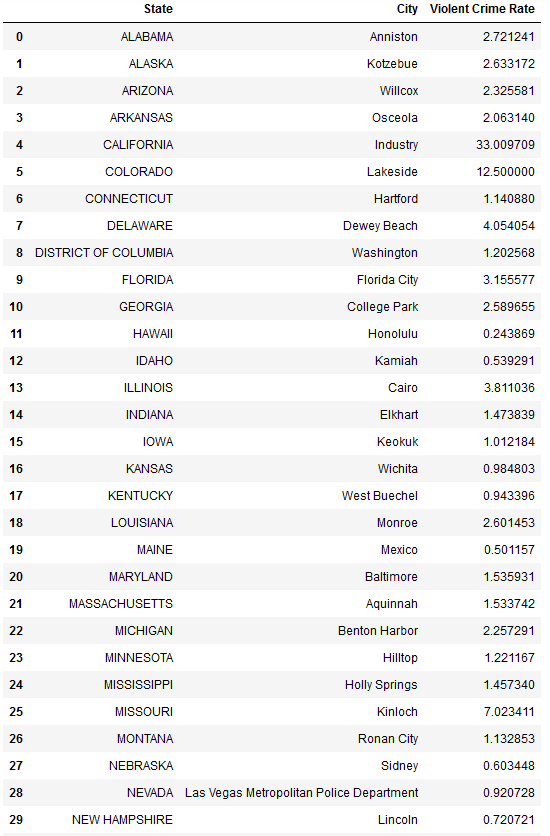 State City Violent Crime Rate
0 ALABAMA Anniston 2.721241
1 ALASKA Kotzebue 2.633172
2 ARIZONA Willcox 2.325581
3 ARKANSAS Osceola 2.063140
4 CALIFORNIA Industry 33.009709
5 COLORADO Lakeside 12.500000
6 CONNECTICUT Hartford 1.140880
7 DELAWARE Dewey Beach 4.054054
8 DISTRICT OF COLUMBIA Washington 1.202568
9 FLORIDA Florida City 3.155577
10 GEORGIA College Park 2.589655
11 HAWAII Honolulu 0.243869
12 IDAHO Kamiah 0.539291
13 ILLINOIS Cairo 3.811036
14 INDIANA Elkhart 1.473839
15 IOWA Keokuk 1.012184
16 KANSAS Wichita 0.984803
17 KENTUCKY West Buechel 0.943396
18 LOUISIANA Monroe 2.601453
19 MAINE Mexico 0.501157
20 MARYLAND Baltimore 1.535931
21 MASSACHUSETTS Aquinnah 1.533742
22 MICHIGAN Benton Harbor 2.257291
23 MINNESOTA Hilltop 1.221167
24 MISSISSIPPI Holly Springs 1.457340
25 MISSOURI Kinloch 7.023411
26 MONTANA Ronan City 1.132853
27 NEBRASKA Sidney 0.603448
28 NEVADA Las Vegas Metropolitan Police Department 0.920728
29 NEW HAMPSHIRE Lincoln 0.720721